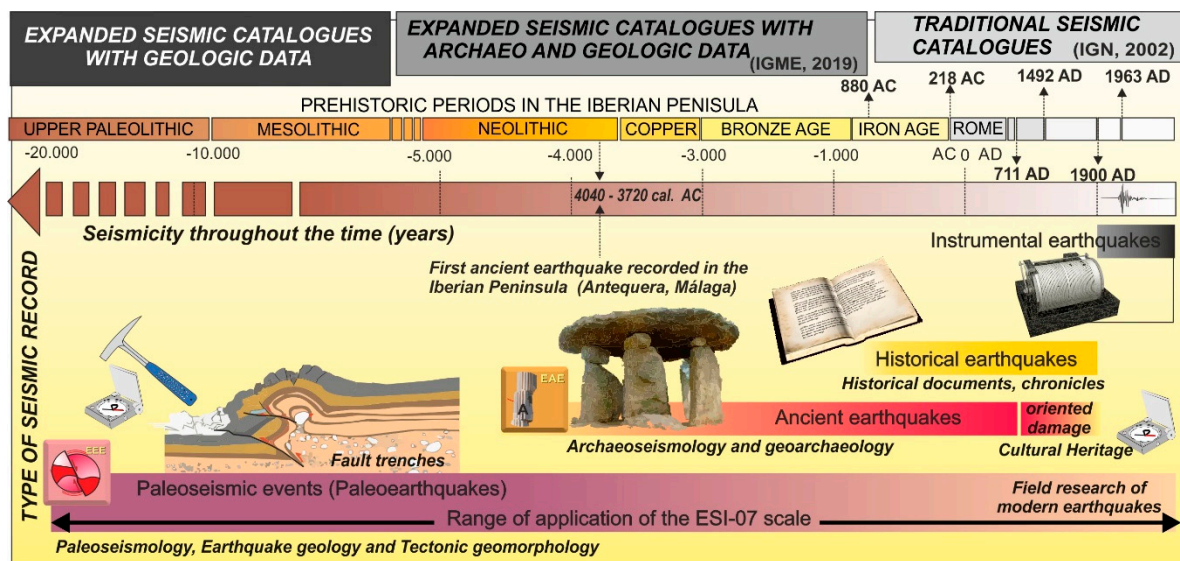 EXPANDED SEISMIC CATALOGUES
WITH GEOLOGIC DATA
EXPANDED SEISMIC CATALOGUES WITH
ARCHAEO AND GEOLOGIC DATA
(IGME, 2019)
TRADITIONAL SEISMIC
CATALOGUES (IGN, 2002)
880 AC
218 AC
1492 AD
1963 AD
PREHISTORIC PERIODS IN THE IBERIAN PENISULA
UPPER PALEOLITHIC
MESOLITHIC
NEOLITHIC
COPPER
BRONZE AGE
IRON AGE
ROME
-20.000
-10.000
-5.000
-4.000
-3.000
-1.000
AC 0 AD
711 AD
1900 AD
4040 - 3720 cal. AC
Seismicity throughout the time (years)
First ancient earthquake recorded in the
Iberian Peninsula (Antequera, Málaga)
Instrumental earthquakes
TYPE OF SEISMIC RECORD
Historical earthquakes
Historical documents, chronicles
EAE
A
Ancient earthquakes
oriented
damage
Archaeoseismology and geoarchaeology
Cultural Heritage
Fault trenches
EEE
Paleoseismic events (Paleoearthquakes)
Field research of
modern earthquakes
Range of application of the ESI-07 scale
Paleoseismology, Earthquake geology and Tectonic geomorphology